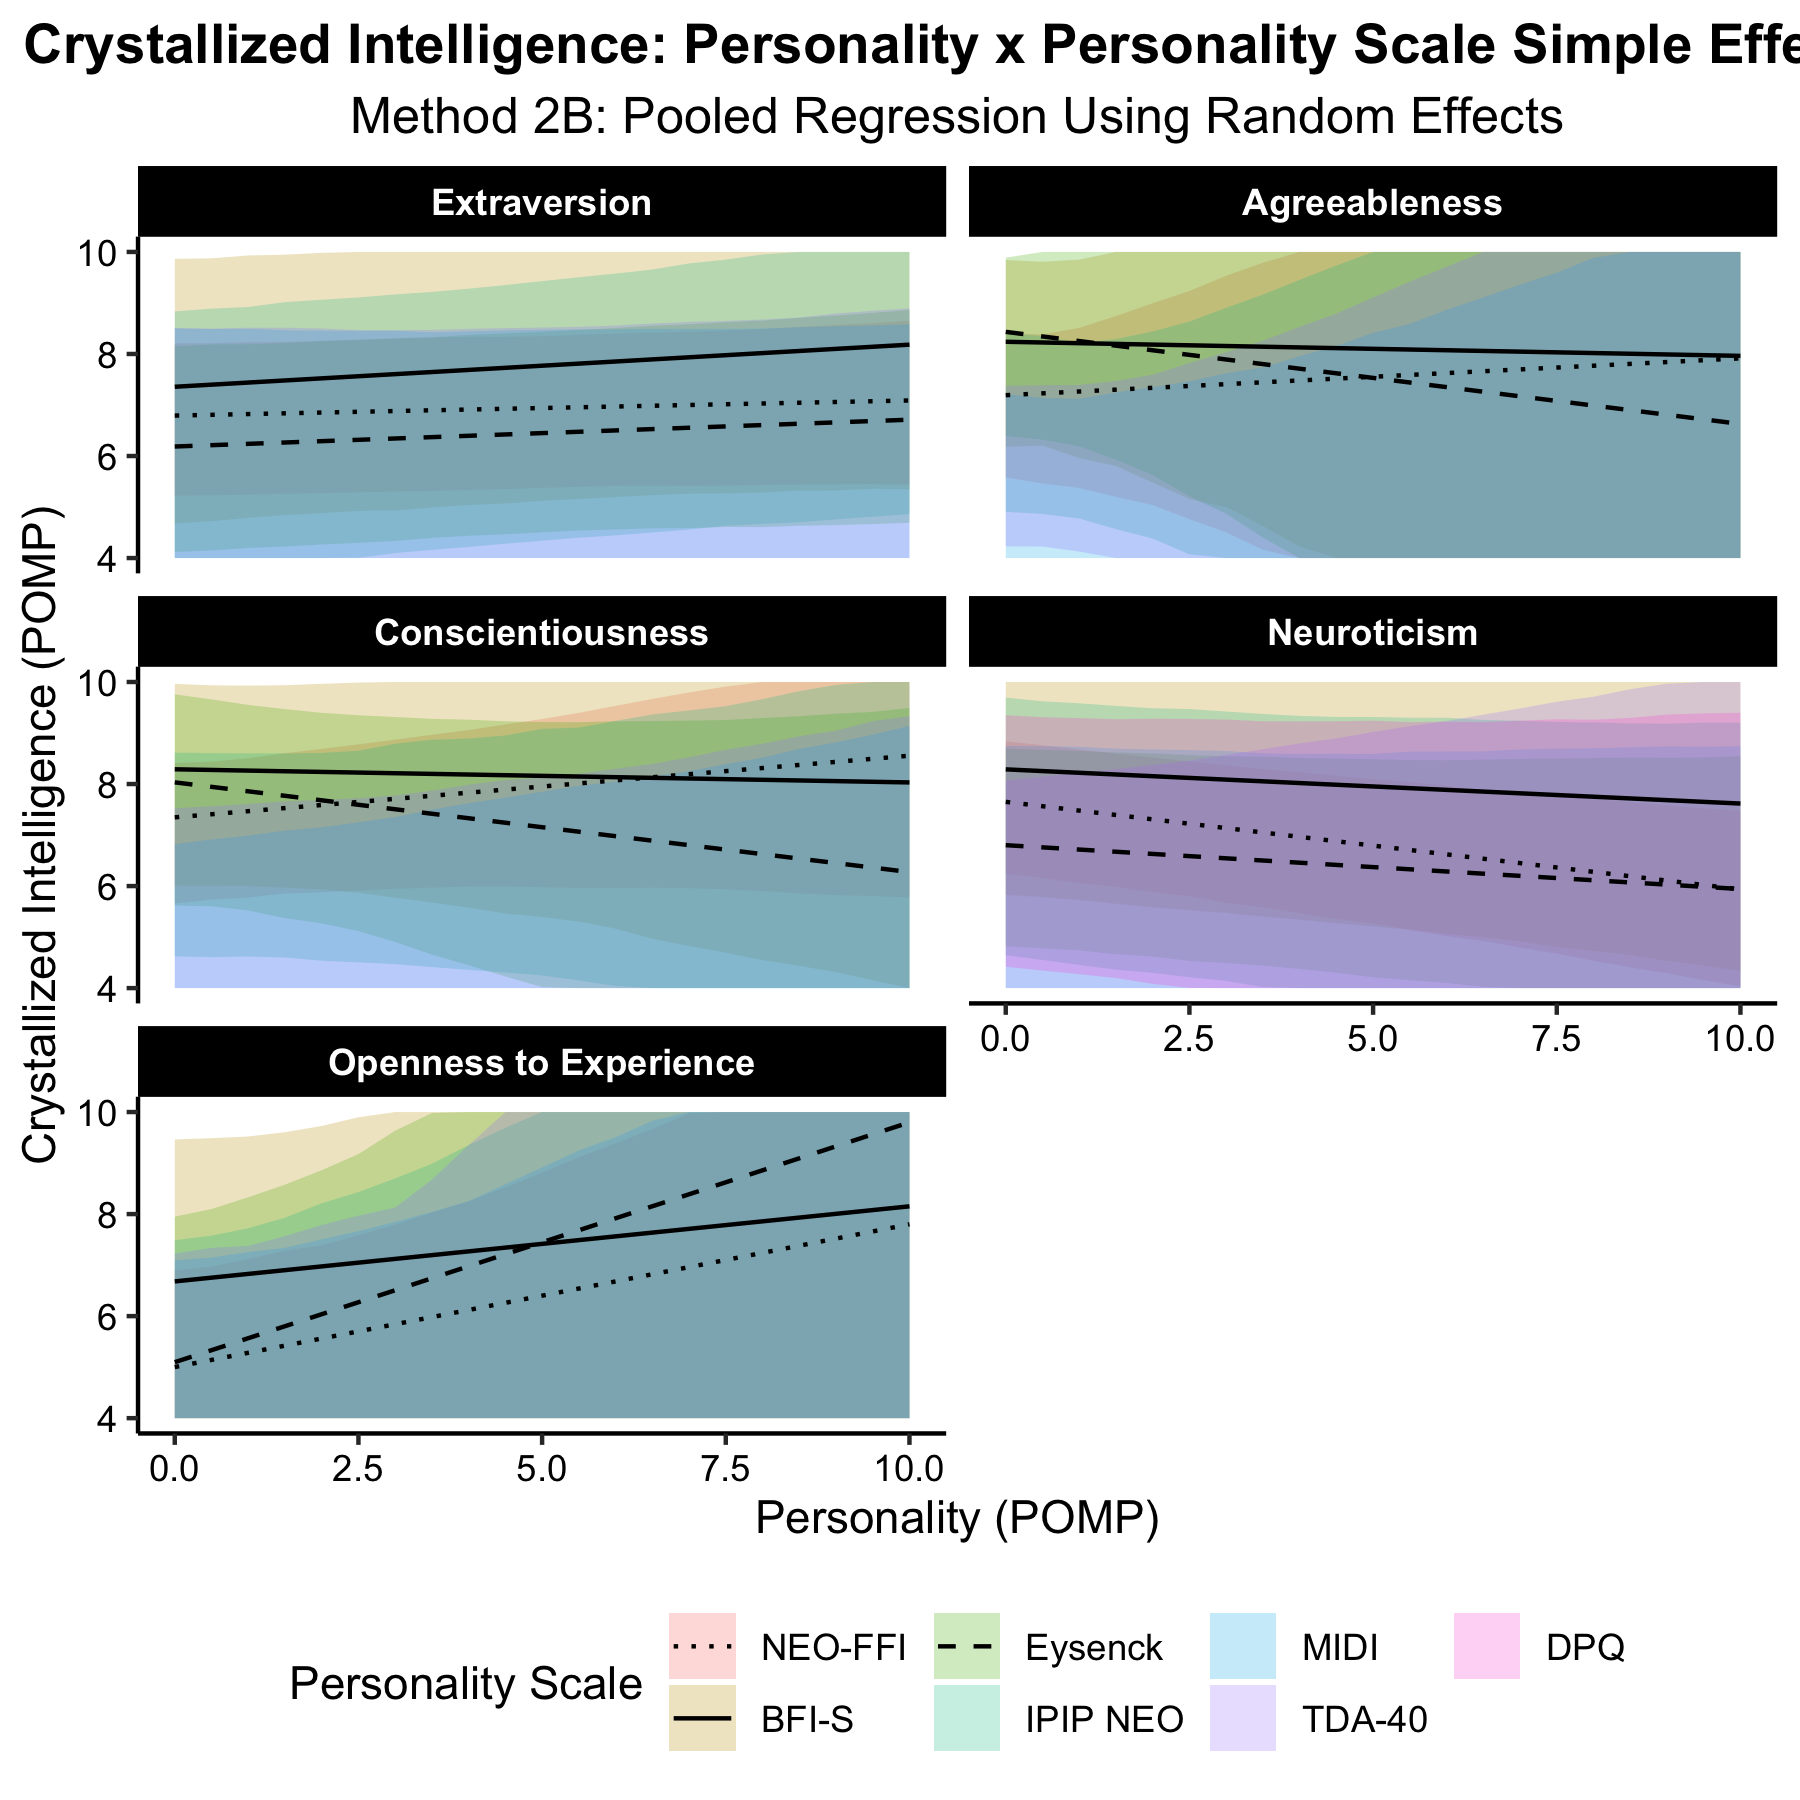 Crystallized Intelligence: Personality x Personality Scale Simple Effe
Method 2B: Pooled Regression Using Random Effects
Extraversion
Agreeableness
10
8
6
4
Conscientiousness
Neuroticism
10
8
6
4
0.0 2.5 5.0 7.5 10.0
Openness to Experience
10
8
6
4
0.0 2.5 5.0 7.5 10.0
Crystallized Intelligence (POMP)
Personality (POMP)
Personality Scale
NEO-FFI Eysenck MIDI DPQ
BFI-S IPIP NEO TDA-40